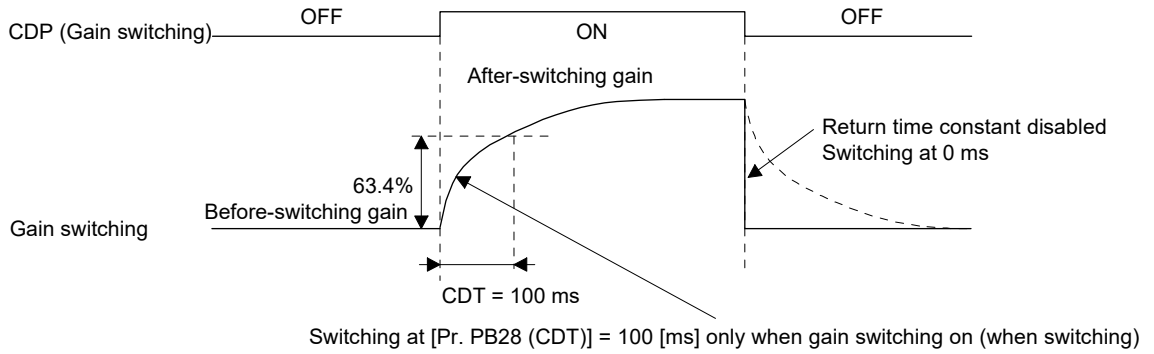 OFF
OFF
CDP (Gain switching)
ON
After-switching gain
Return time constant disabled
Switching at 0 ms
63.4%
Before-switching gain
Gain switching
CDT = 100 ms
Switching at [Pr. PB28 (CDT)] = 100 [ms] only when gain switching on (when switching)